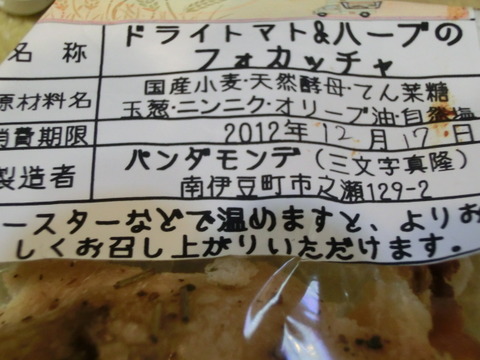 名称 ドライトマト&ハーブの
フォカッチャ
原材料名 国産小麦・天然酵母・てん菜糖
玉葱・ニンニク・オリーブ油・自然塩
消費期限 2012年 12月 17日
製造者 パンダモンデ(三文字真隆)
南伊豆町市之瀬129-2
ースターなどで温めますと、よりお
しくお召し上がりいただけます。